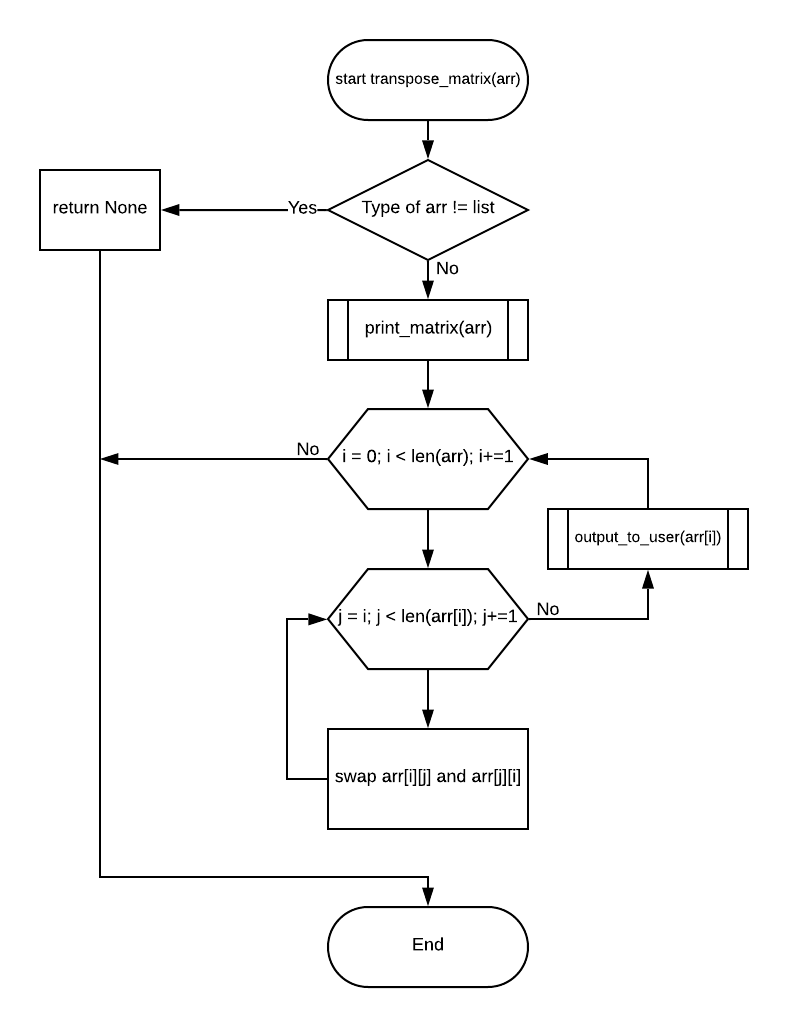 start transpose_matrix(arr)
Type of arr != list
Yes
return None
No
print_matrix(arr)
i = 0; i < len(arr); i+=1
No
output_to_user(arr[i])
j = i; j < len(arr[i]); j+=1
No
swap arr[i][j] and arr[j][i]
End